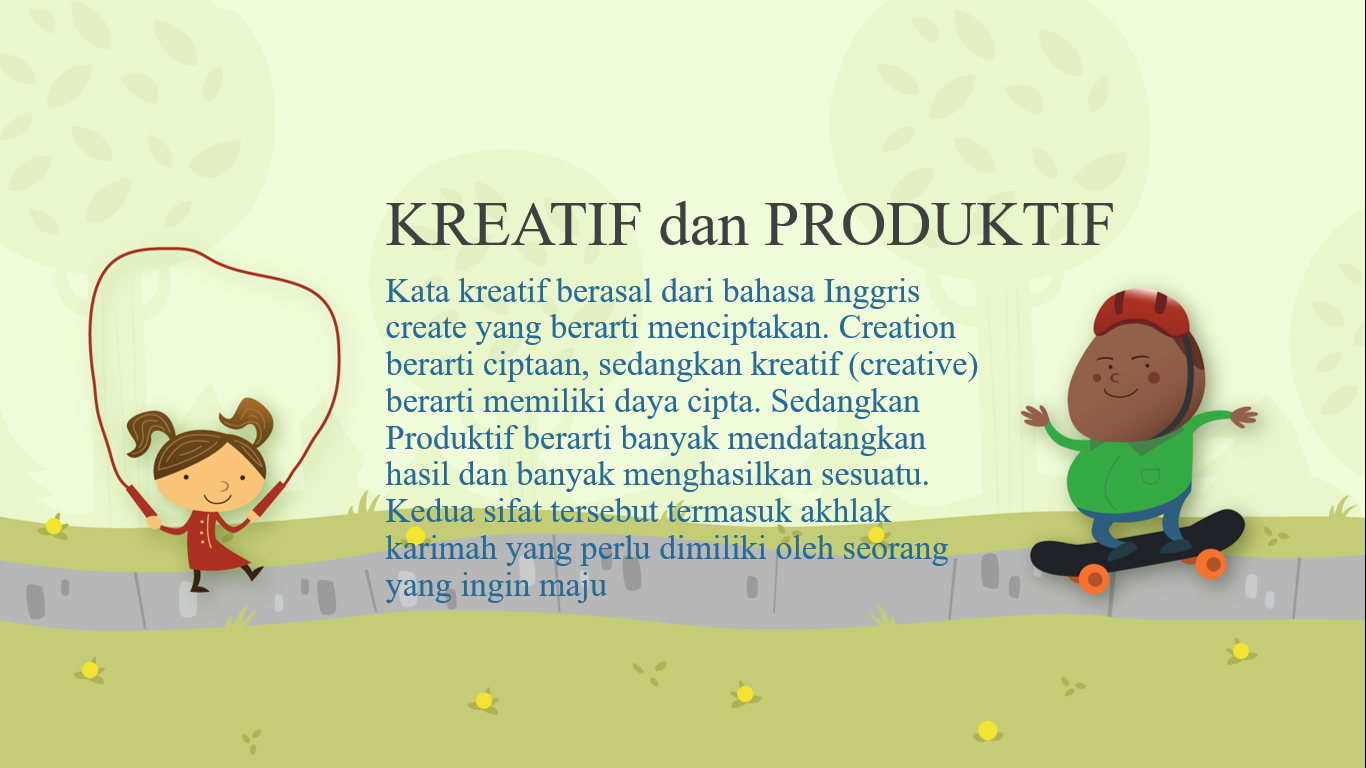 KREATIF dan PRODUKTIF
Kata kreatif berasal dari bahasa Inggris
create yang berarti menciptakan. Creation
berarti ciptaan, sedangkan kreatif (creative)
berarti memiliki daya cipta. Sedangkan
Produktif berarti banyak mendatangkan
hasil dan banyak menghasilkan sesuatu.
Kedua sifat tersebut termasuk akhlak
karimah yang perlu dimiliki oleh seorang
yang ingin maju